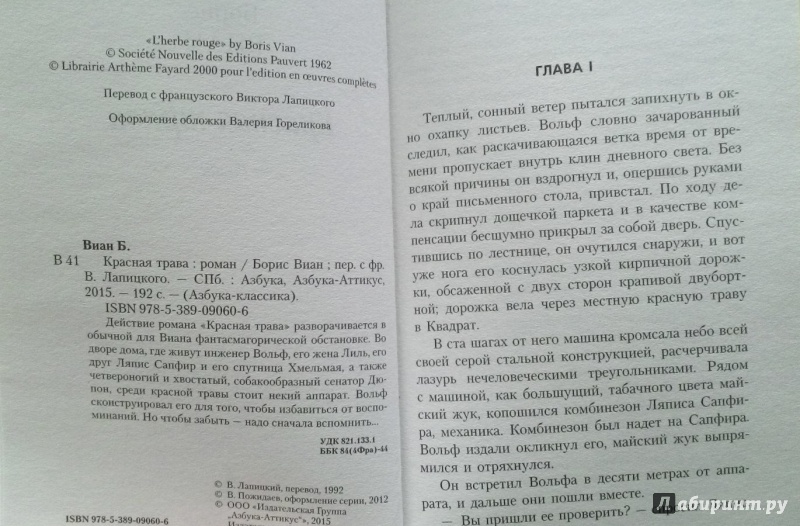 «L'herbe rouge» by Boris Vian
© Société Nouvelle des Editions Pauvert 1962
© Librairie Arthème Fayard 2000 pour l'edition en œuvres complètes
Перевод с французского Виктора Лапицкого
Оформление обложки Валерия Гореликова
Виан Б.
В 41 Красная трава : роман / Борис Виан ; пер. с фр.
В. Лапицкого. — СПб. : Азбука, Азбука-Аттикус,
2015. — 192 с. — (Азбука-классика).
ISBN 978-5-389-09060-6
Действие романа «Красная трава» разворачивается в
обычной для Виана фантасмагорической обстановке. Во
дворе дома, где живут инженер Вольф, его жена Лиль, его
друг Ляпис Сапфир и его спутница Хмельмая, а также
четвероногий и хвостатый, собакообразный сенатор Дю-
пон, среди красной травы стоит некий аппарат. Вольф
сконструировал его для того, чтобы избавиться от воспо-
минаний. Но чтобы забыть — надо сначала вспомнить...
УДК 821.133.1
ББК 84(4Фра)-44
© В. Лапицкий, перевод, 1992
© В. Пожидаев, оформление серии, 2012
© ООО «Издательская Группа
„Азбука-Аттикус“», 2015
ISBN 978-5-389-09060-6
ГЛАВА I
Теплый, сонный ветер пытался запихнуть в ок-
но охапку листьев. Вольф словно зачарованный
следил, как раскачивающаяся ветка время от вре-
мени пропускает внутрь клин дневного света. Без
всякой причины он вздрогнул и, опершись руками
о край письменного стола, привстал. По ходу де-
ла скрипнул дощечкой паркета и в качестве ком-
пенсации бесшумно прикрыл за собой дверь. Спус-
тившись по лестнице, он очутился снаружи, и вот
уже нога его коснулась узкой кирпичной дорож-
ки, обсаженной с двух сторон крапивой двуборт-
ной; дорожка вела через местную красную траву
в Квадрат.
В ста шагах от него машина кромсала небо всей
своей серой стальной конструкцией, расчерчивала
лазурь нечеловеческими треугольниками. Рядом
с машиной, как большущий, табачного цвета май-
ский жук, копошился комбинезон Ляписа Сапфи-
ра, механика. Комбинезон был надет на Сапфира.
Вольф издали окликнул его, майский жук выпря-
мился и отряхнулся.
Он встретил Вольфа в десяти метрах от аппа-
рата, и дальше они пошли вместе.
— Вы пришли ее проверить? —
Лабиринт.ру